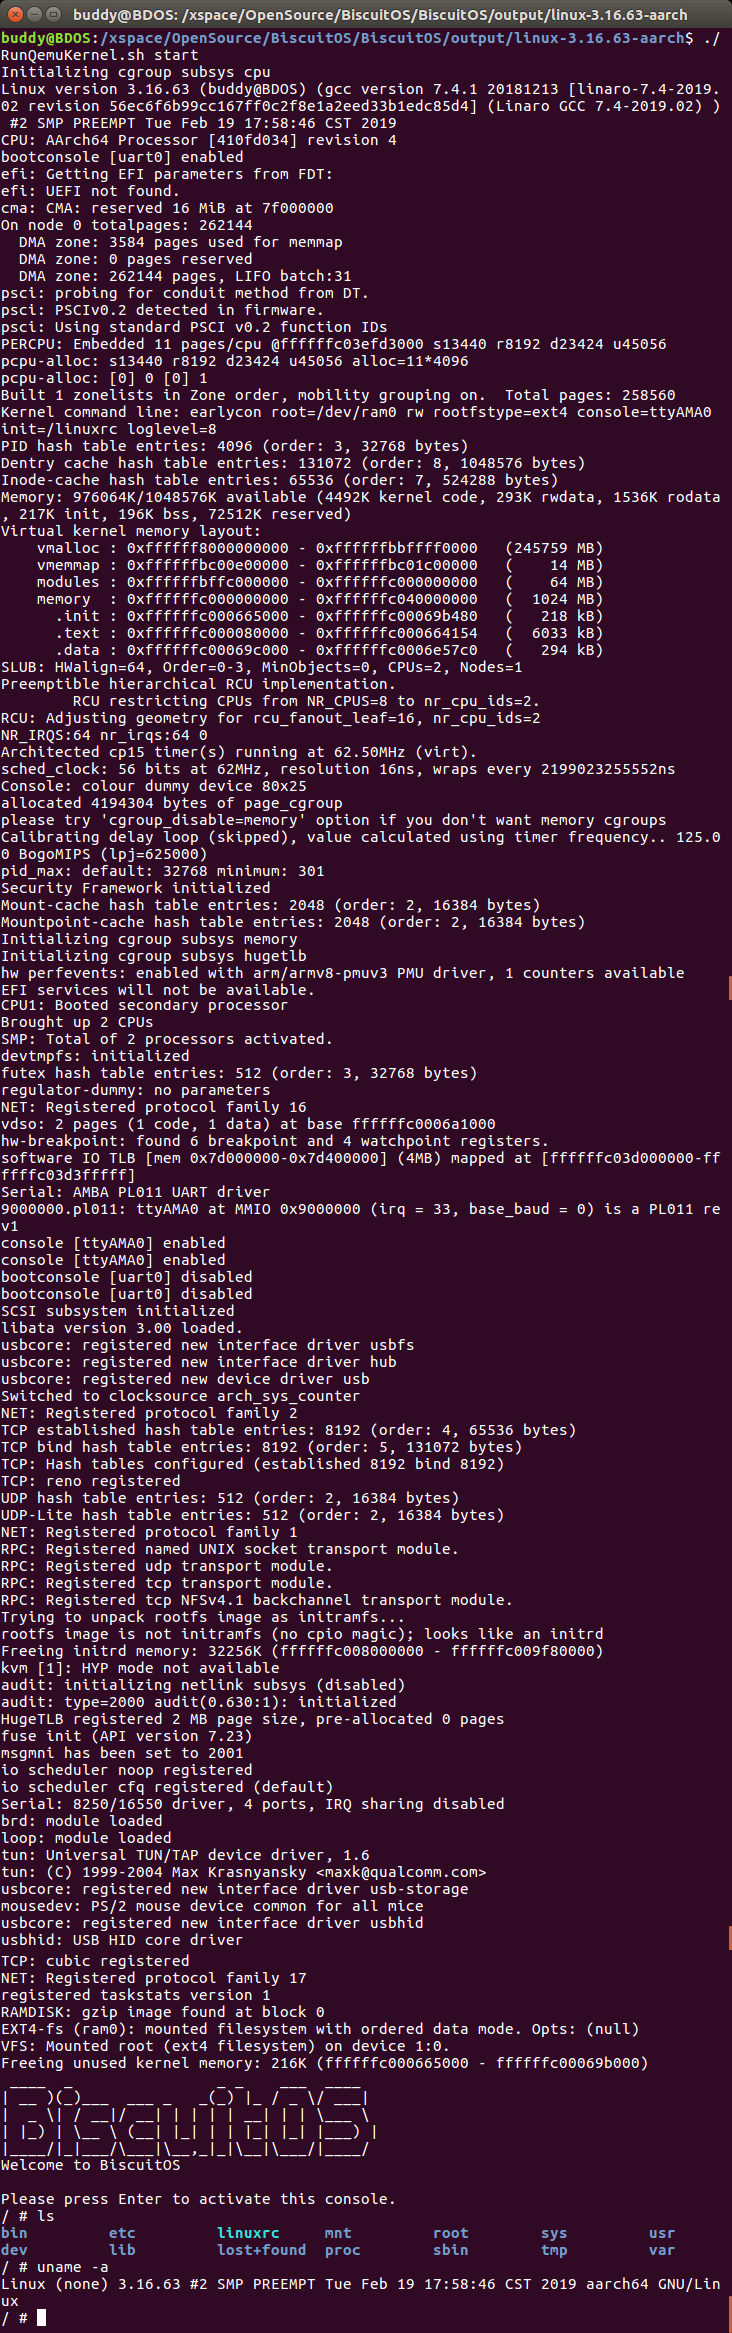 buddy@BDOS: /xspace/OpenSource/BiscuitOS/BiscuitOS/output/linux-3.16.63-aarch
buddy@BDOS:/xspace/OpenSource/BiscuitOS/BiscuitOS/output/linux-3.16.63-aarch$ ./
RunQemuKernel.sh start
Initializing cgroup subsys cpu
Linux version 3.16.63 (buddy@BDOS) (gcc version 7.4.1 20181213 [linaro-7.4-2019.
02 revision 56ec6f6b99cc167ff0c2f8e1a2eed33b1edc85d4] (Linaro GCC 7.4-2019.02) )
 #2 SMP PREEMPT Tue Feb 19 17:58:46 CST 2019
CPU: AArch64 Processor [410fd034] revision 4
bootconsole [uart0] enabled
efi: Getting EFI parameters from FDT:
efi: UEFI not found.
cma: CMA: reserved 16 MiB at 7f000000
On node 0 totalpages: 262144
  DMA zone: 3584 pages used for memmap
  DMA zone: 0 pages reserved
  DMA zone: 262144 pages, LIFO batch:31
psci: probing for conduit method from DT.
psci: PSCIv0.2 detected in firmware.
psci: Using standard PSCI v0.2 function IDs
PERCPU: Embedded 11 pages/cpu @ffffffc03efd3000 s13440 r8192 d23424 u45056
pcpu-alloc: s13440 r8192 d23424 u45056 alloc=11*4096
pcpu-alloc: [0] 0 [0] 1
Built 1 zonelists in Zone order, mobility grouping on.  Total pages: 258560
Kernel command line: earlycon root=/dev/ram0 rw rootfstype=ext4 console=ttyAMA0
init=/linuxrc loglevel=8
PID hash table entries: 4096 (order: 3, 32768 bytes)
Dentry cache hash table entries: 131072 (order: 8, 1048576 bytes)
Inode-cache hash table entries: 65536 (order: 7, 524288 bytes)
Memory: 976064K/1048576K available (4492K kernel code, 293K rwdata, 1536K rodata
, 217K init, 196K bss, 72512K reserved)
Virtual kernel memory layout:
    vmalloc : 0xffffff8000000000 - 0xffffffbbffff0000   (245759 MB)
    vmemmap : 0xffffffbc00e00000 - 0xffffffbc01c00000   (    14 MB)
    modules : 0xffffffbffc000000 - 0xffffffc000000000   (    64 MB)
    memory  : 0xffffffc000000000 - 0xffffffc040000000   (  1024 MB)
      .init : 0xffffffc000665000 - 0xffffffc00069b480   (   218 kB)
      .text : 0xffffffc000080000 - 0xffffffc000664154   (  6033 kB)
      .data : 0xffffffc00069c000 - 0xffffffc0006e57c0   (   294 kB)
SLUB: HWalign=64, Order=0-3, MinObjects=0, CPUs=2, Nodes=1
Preemptible hierarchical RCU implementation.
        RCU restricting CPUs from NR_CPUS=8 to nr_cpu_ids=2.
RCU: Adjusting geometry for rcu_fanout_leaf=16, nr_cpu_ids=2
NR_IRQS:64 nr_irqs:64 0
Architected cp15 timer(s) running at 62.50MHz (virt).
sched_clock: 56 bits at 62MHz, resolution 16ns, wraps every 2199023255552ns
Console: colour dummy device 80x25
allocated 4194304 bytes of page_cgroup
please try 'cgroup_disable=memory' option if you don't want memory cgroups
Calibrating delay loop (skipped), value calculated using timer frequency.. 125.0
0 BogoMIPS (lpj=625000)
pid_max: default: 32768 minimum: 301
Security Framework initialized
Mount-cache hash table entries: 2048 (order: 2, 16384 bytes)
Mountpoint-cache hash table entries: 2048 (order: 2, 16384 bytes)
Initializing cgroup subsys memory
Initializing cgroup subsys hugetlb
hw perfevents: enabled with arm/armv8-pmuv3 PMU driver, 1 counters available
EFI services will not be available.
CPU1: Booted secondary processor
Brought up 2 CPUs
SMP: Total of 2 processors activated.
devtmpfs: initialized
futex hash table entries: 512 (order: 3, 32768 bytes)
regulator-dummy: no parameters
NET: Registered protocol family 16
vdso: 2 pages (1 code, 1 data) at base ffffffc0006a1000
hw-breakpoint: found 6 breakpoint and 4 watchpoint registers.
software IO TLB [mem 0x7d000000-0x7d400000] (4MB) mapped at [ffffffc03d000000-ff
ffffc03d3fffff]
Serial: AMBA PL011 UART driver
9000000.pl011: ttyAMA0 at MMIO 0x9000000 (irq = 33, base_baud = 0) is a PL011 re
v1
console [ttyAMA0] enabled
console [ttyAMA0] enabled
bootconsole [uart0] disabled
bootconsole [uart0] disabled
SCSI subsystem initialized
libata version 3.00 loaded.
usbcore: registered new interface driver usbfs
usbcore: registered new interface driver hub
usbcore: registered new device driver usb
Switched to clocksource arch_sys_counter
NET: Registered protocol family 2
TCP established hash table entries: 8192 (order: 4, 65536 bytes)
TCP bind hash table entries: 8192 (order: 5, 131072 bytes)
TCP: Hash tables configured (established 8192 bind 8192)
TCP: reno registered
UDP hash table entries: 512 (order: 2, 16384 bytes)
UDP-Lite hash table entries: 512 (order: 2, 16384 bytes)
NET: Registered protocol family 1
RPC: Registered named UNIX socket transport module.
RPC: Registered udp transport module.
RPC: Registered tcp transport module.
RPC: Registered tcp NFSv4.1 backchannel transport module.
Trying to unpack rootfs image as initramfs...
rootfs image is not initramfs (no cpio magic); looks like an initrd
Freeing initrd memory: 32256K (ffffffc008000000 - ffffffc009f80000)
kvm [1]: HYP mode not available
audit: initializing netlink subsys (disabled)
audit: type=2000 audit(0.630:1): initialized
HugeTLB registered 2 MB page size, pre-allocated 0 pages
fuse init (API version 7.23)
msgmni has been set to 2001
io scheduler noop registered
io scheduler cfq registered (default)
Serial: 8250/16550 driver, 4 ports, IRQ sharing disabled
brd: module loaded
loop: module loaded
tun: Universal TUN/TAP device driver, 1.6
tun: (C) 1999-2004 Max Krasnyansky <maxk@qualcomm.com>
usbcore: registered new interface driver usb-storage
mousedev: PS/2 mouse device common for all mice
usbcore: registered new interface driver usbhid
usbhid: USB HID core driver
TCP: cubic registered
NET: Registered protocol family 17
registered taskstats version 1
RAMDISK: gzip image found at block 0
EXT4-fs (ram0): mounted filesystem with ordered data mode. Opts: (null)
VFS: Mounted root (ext4 filesystem) on device 1:0.
Freeing unused kernel memory: 216K (ffffffc000665000 - ffffffc00069b000)
BiscuitOS
Welcome to BiscuitOS
Please press Enter to activate this console.
/ # ls
bin         etc         linuxrc     mnt         root        sys         usr
dev         lib         lost+found  proc        sbin        tmp         var
/ # uname -a
Linux (none) 3.16.63 #2 SMP PREEMPT Tue Feb 19 17:58:46 CST 2019 aarch64 GNU/Lin
ux
/ #